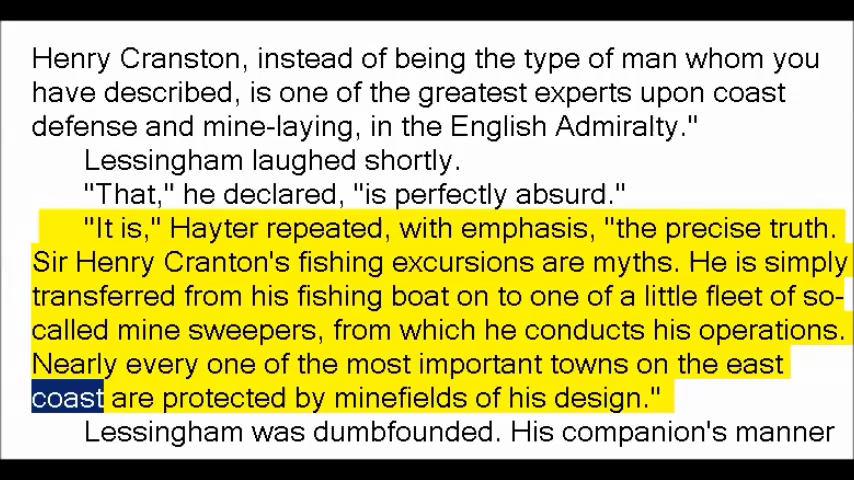 Henry Cranston, instead of being the type of man whom you
have described, is one of the greatest experts upon coast
defense and mine-laying, in the English Admiralty."
Lessingham laughed shortly.
"That," he declared, "is perfectly absurd."
"It is," Hayter repeated, with emphasis, "the precise truth.
Sir Henry Cranton's fishing excursions are myths. He is simply
transferred from his fishing boat on to one of a little fleet of so-
called mine sweepers, from which he conducts his operations.
Nearly every one of the most important towns on the east
coast are protected by minefields of his design."
Lessingham was dumbfounded. His companion's manner